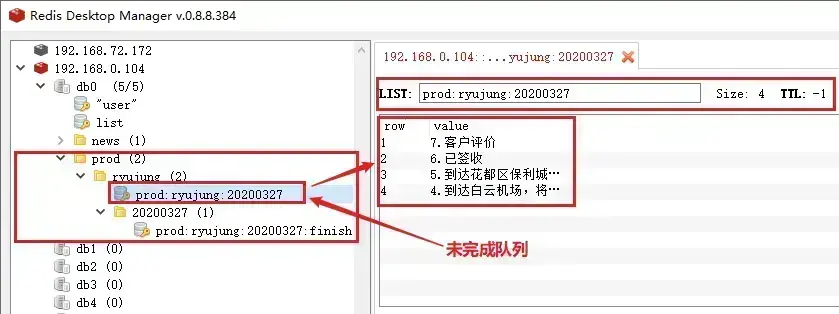 Redis Desktop Manager v.0.8.8.384
192.168.72.172
192.168.0.104
db0 (5/5)
"user"
list
news (1)
prod (2)
ryujung (2)
prod:ryujung:20200327
20200327 (1)
prod:ryujung:20200327:finish
db1 (0)
db2 (0)
db3 (0)
db4 (0)
192.168.0.104::...yujung:20200327
LIST: prod:ryujung:20200327 Size: 4 TTL: -1
row value
1 7.客户评价
2 6.已签收
3 5.到达花都区保利城…
4 4.到达白云机场，将…
未完成队列